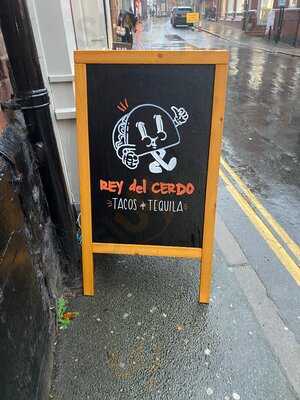 REY del CERDO
TACOS + TEQUILA